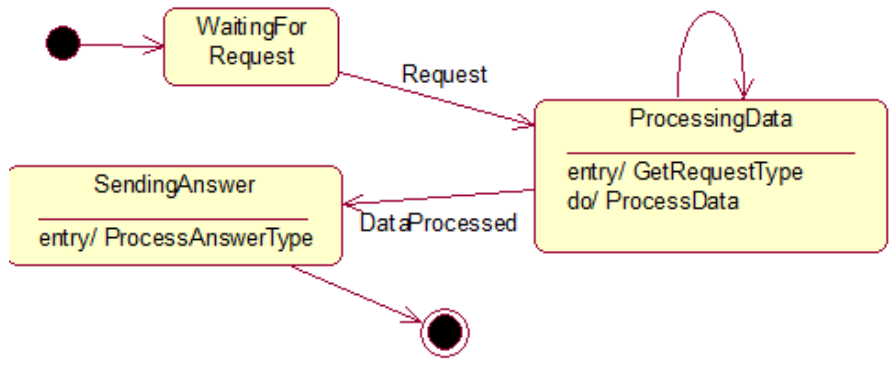 WaitingFor
Request
Request
ProcessingData
entry/ GetRequestType
do/ ProcessData
SendingAnswer
entry/ ProcessAnswerType
DataProcessed